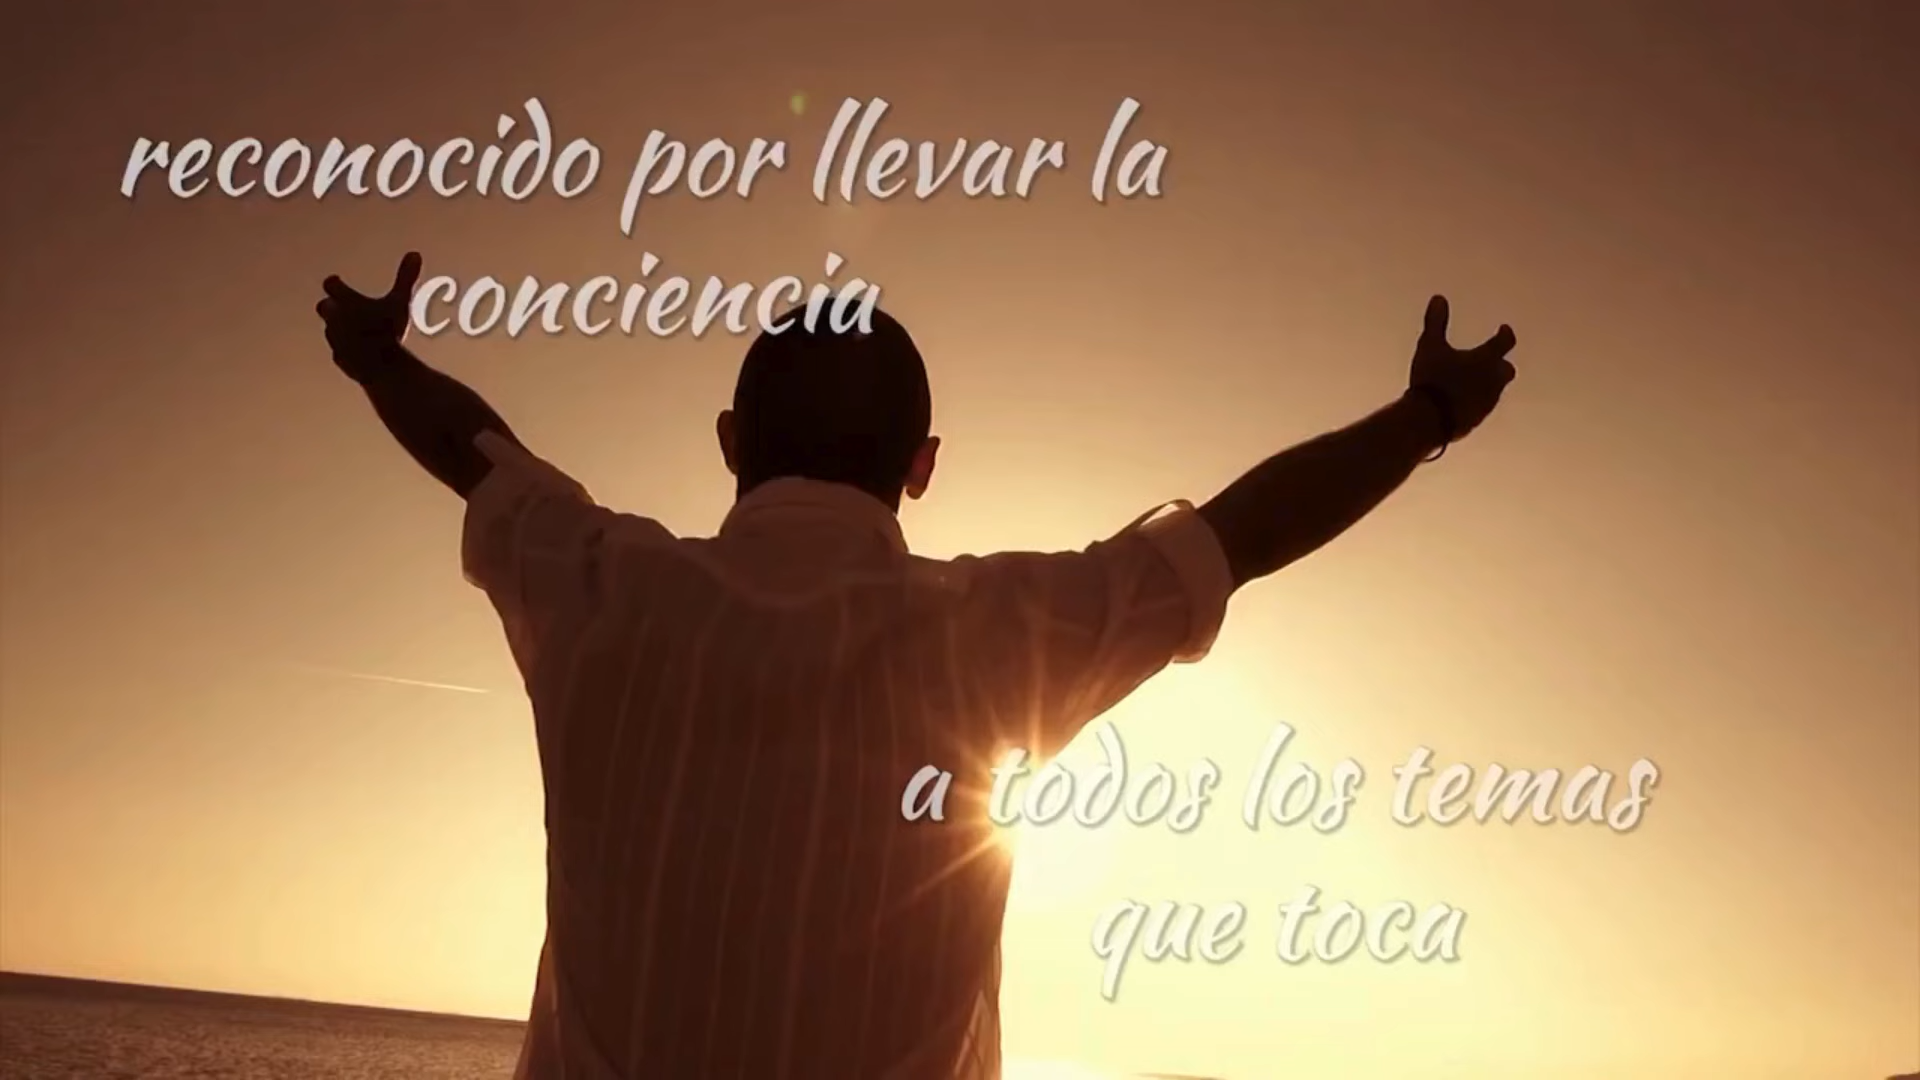 reconocido por llevar la
conciencia
a todos los temas
que toca